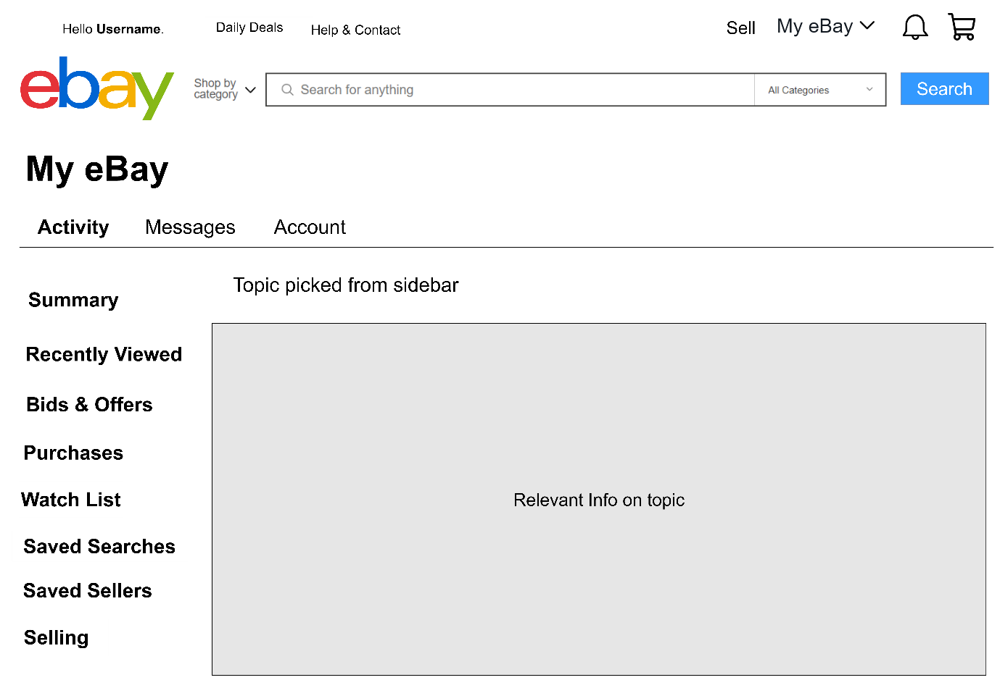 Hello Username.
Daily Deals
Help & Contact
Sell
My eBay
ebay
Shop by
category
Search for anything
All Categories
Search
My eBay
Activity
Messages
Account
Topic picked from sidebar
Summary
Recently Viewed
Bids & Offers
Purchases
Watch List
Saved Searches
Saved Sellers
Selling
Relevant Info on topic